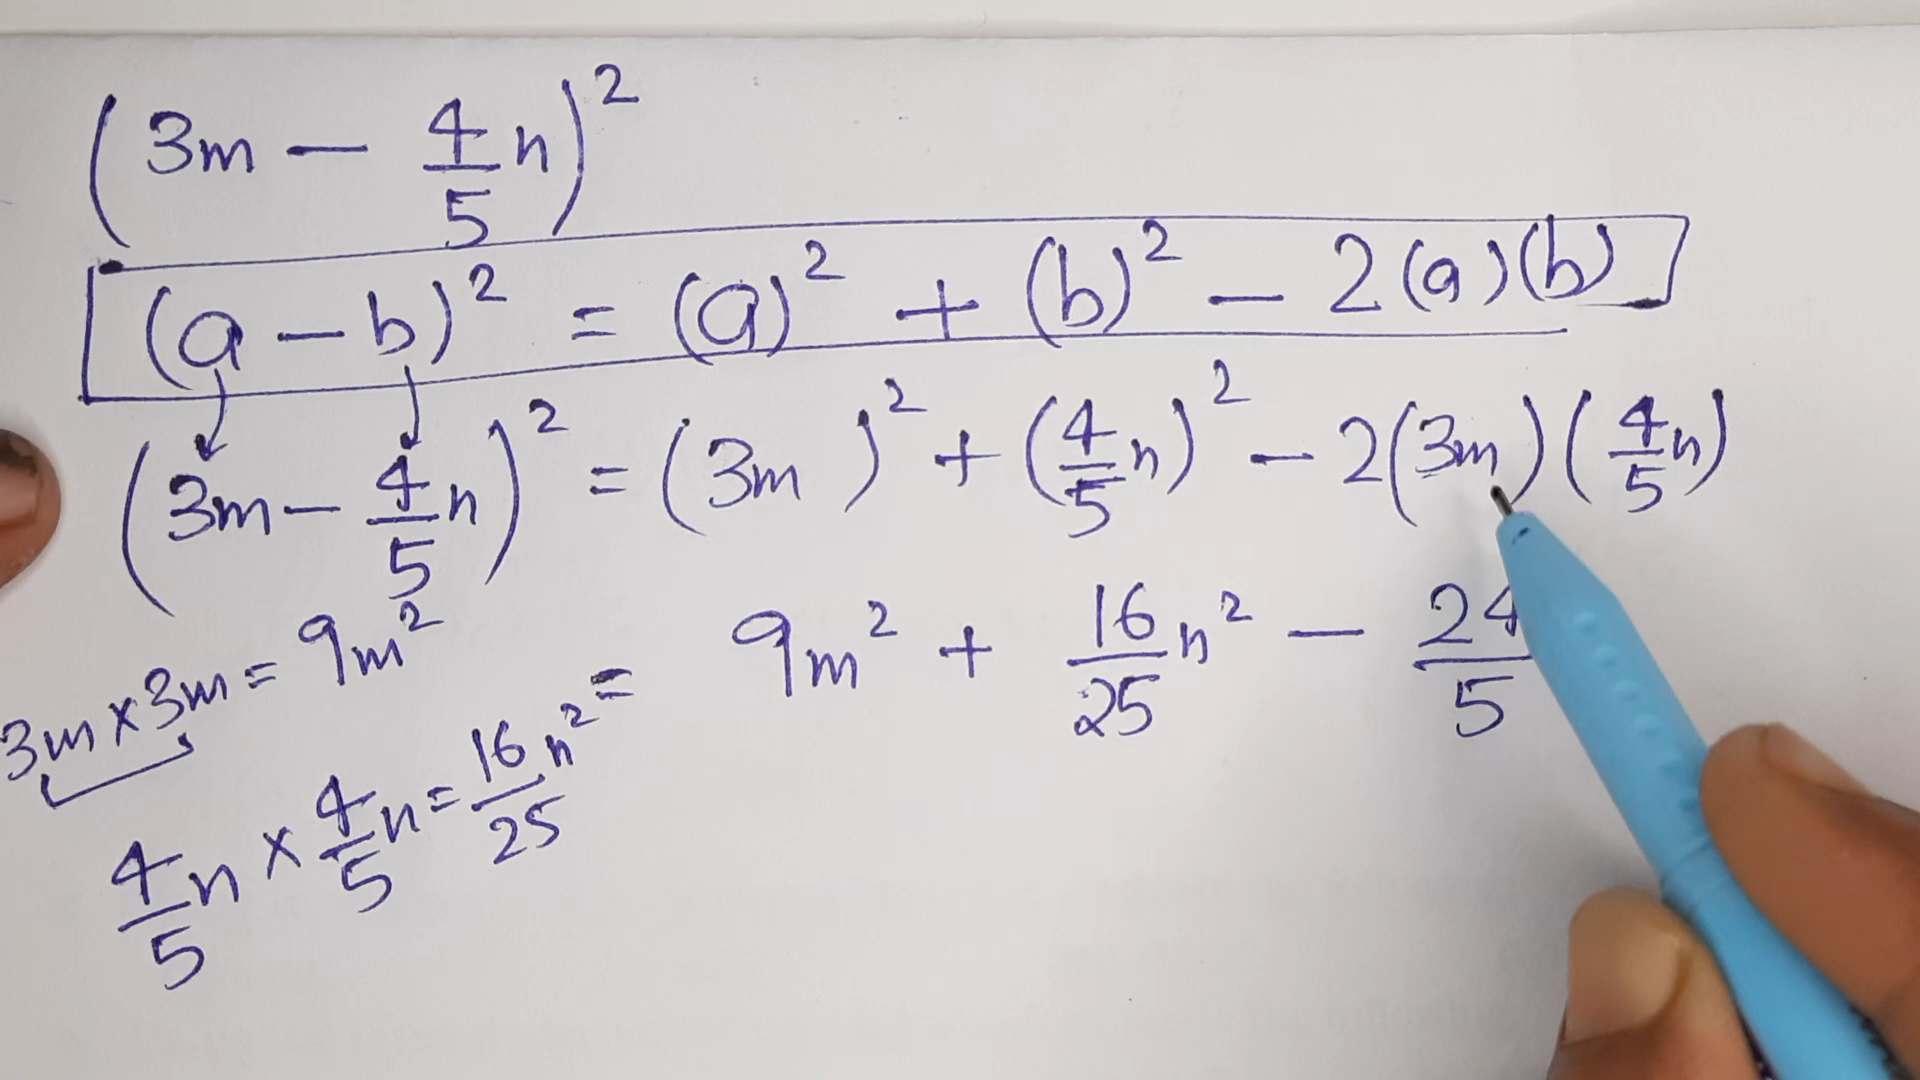 (3m - 4/5 n)²
(a - b)² = (a)² + (b)² - 2(a)(b)
(3m - 4/5 n)² = (3m)² + (4/5 n)² - 2(3m)(4/5 n)
= 9m² + 16/25 n² - 24/5
3m × 3m = 9m²
4/5 n × 4/5 n = 16/25 n²